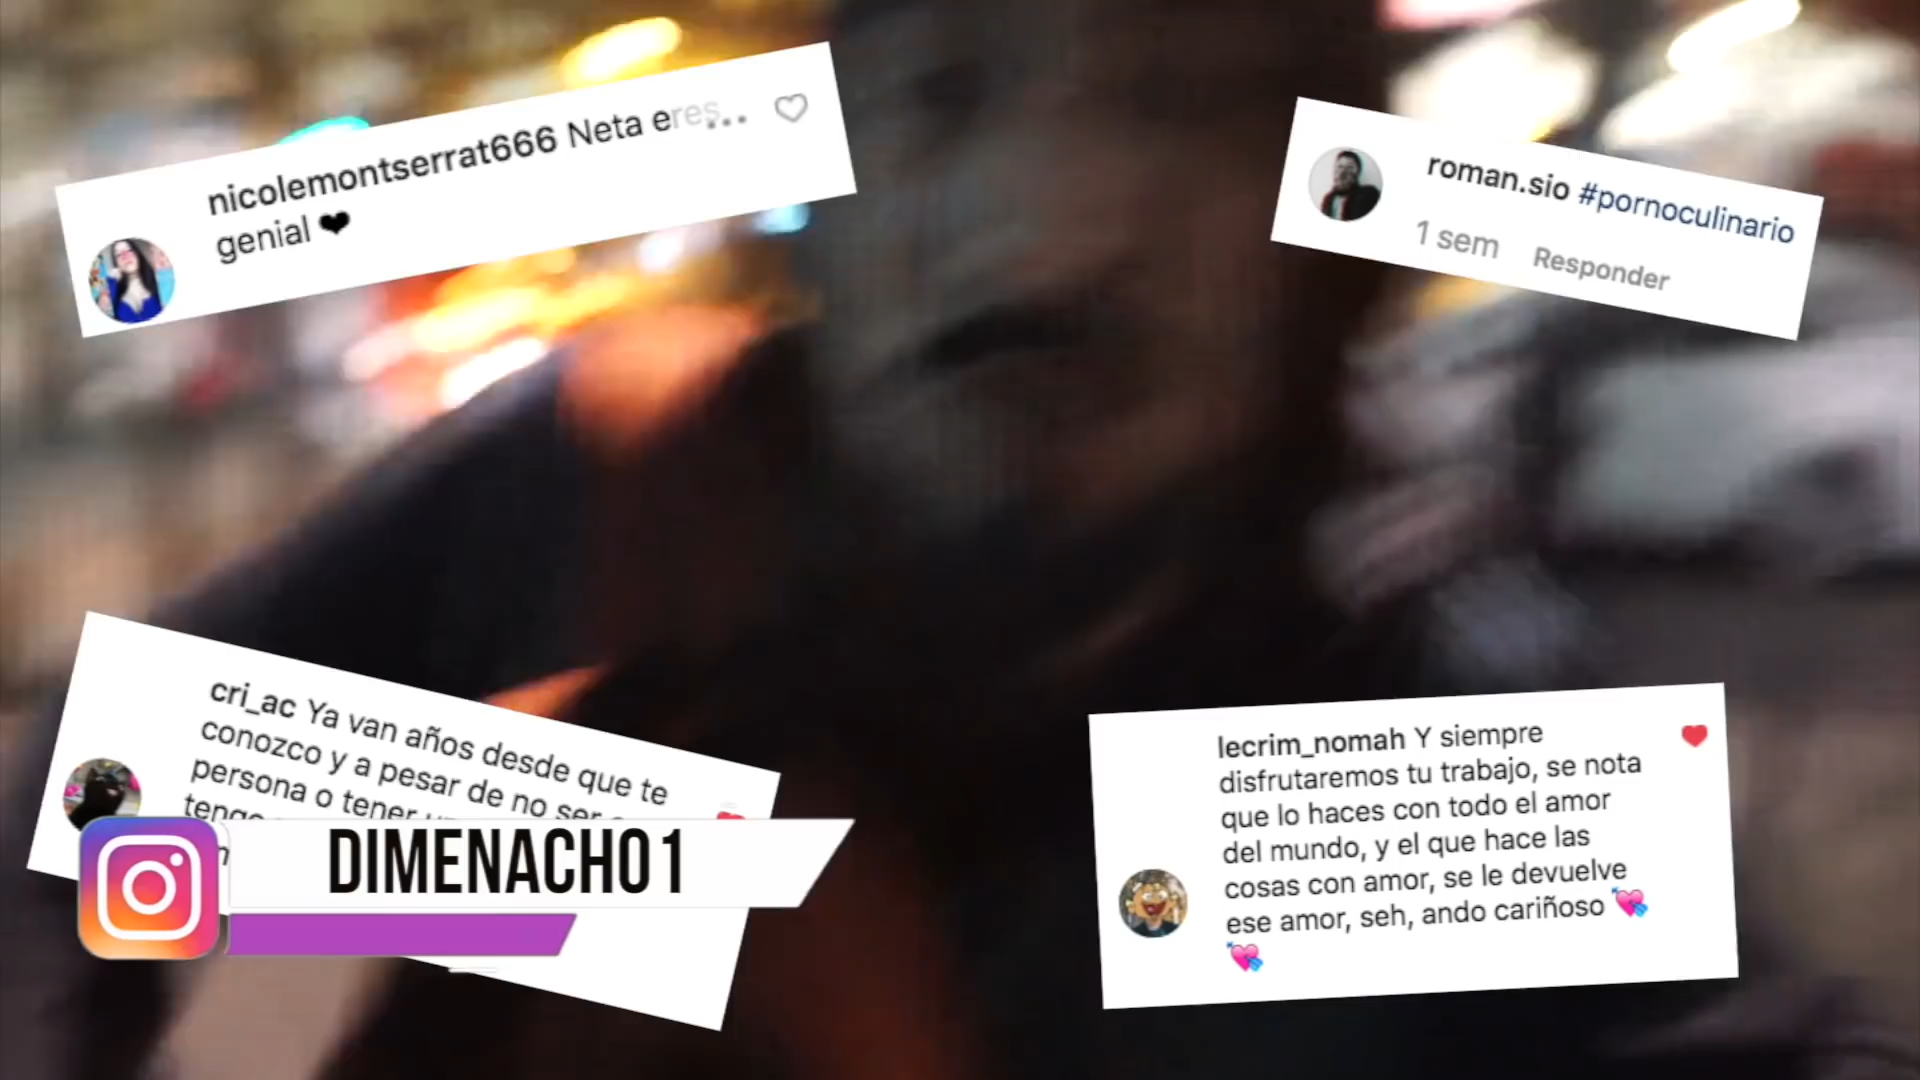 nicolemontserrat666 Neta eres...
genial ❤
roman.sio #pornoculinario
1 sem Responder
cri_ac Ya van años desde que te
conozco y a pesar de no ser
persona o tener
DIMENACHO1
lecrim_nomah Y siempre
disfrutaremos tu trabajo, se nota
que lo haces con todo el amor
del mundo, y el que hace las
cosas con amor, se le devuelve
ese amor, seh, ando cariñoso 💘
💘